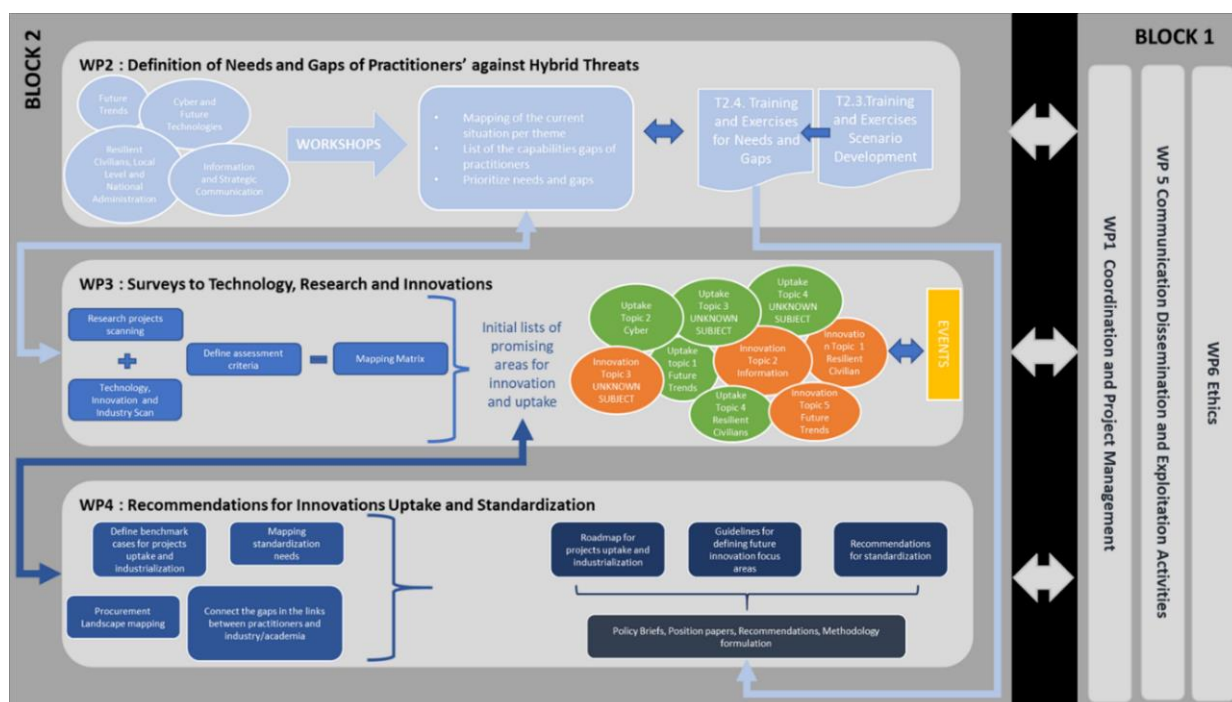 BLOCK 2
WP2 : Definition of Needs and Gaps of Practitioners’ against Hybrid Threats
Future
Trends
Cyber and
Future
Technologies
Resilient
Civilians, Local
Level and
National
Administration
Information
and Strategic
Communication
WORKSHOPS
• Mapping of the current
situation per theme
• List of the capabilities gaps of
practitioners
• Prioritize needs and gaps
T2.4. Training
and Exercises
for Needs and
Gaps
T2.3.Training
and Exercises
Scenario
Development
WP3 : Surveys to Technology, Research and Innovations
Research projects
scanning
Technology,
Innovation and
Industry Scan
Define assessment
criteria
Mapping Matrix
Initial lists of
promising
areas for
innovation
and uptake
Uptake
Topic 2
Cyber
Uptake
Topic 3
UNKNOWN
SUBJECT
Uptake
Topic 4
UNKNOWN
SUBJECT
Innovation
Topic 3
UNKNOWN
SUBJECT
Uptake
topic 1
Future
Trends
Innovation
Topic 2
Information
Innovatio
n Topic 1
Resilient
Civilian
Uptake
Topic 4
Resilient
Civilians
Innovation
Topic 5
Future
Trends
EVENTS
WP4 : Recommendations for Innovations Uptake and Standardization
Define benchmark
cases for projects
uptake and
industrialization
Mapping
standardization
needs
Procurement
Landscape mapping
Connect the gaps in the links
between practitioners and
industry/academia
Roadmap for
projects uptake and
industrialization
Guidelines for
defining future
innovation focus
areas
Recommendations
for standardization
Policy Briefs, Position papers, Recommendations, Methodology
formulation
BLOCK 1
WP1 Coordination and Project Management
WP 5 Communication Dissemination and Exploitation Activities
WP6 Ethics